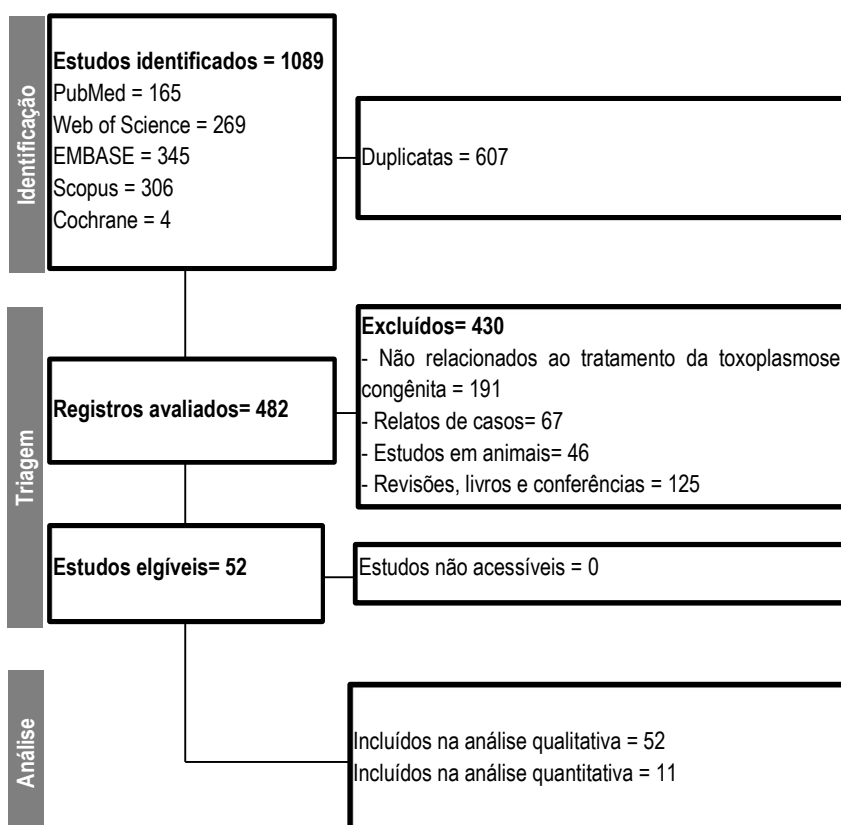 Identificação
Estudos identificados = 1089
PubMed = 165
Web of Science = 269
EMBASE = 345
Scopus = 306
Cochrane = 4
Duplicatas = 607
Triagem
Registros avaliados= 482
Excluídos= 430
- Não relacionados ao tratamento da toxoplasmose
congênita = 191
- Relatos de casos= 67
- Estudos em animais= 46
- Revisões, livros e conferências = 125
Estudos elgíveis= 52
Estudos não acessíveis = 0
Análise
Incluídos na análise qualitativa = 52
Incluídos na análise quantitativa = 11